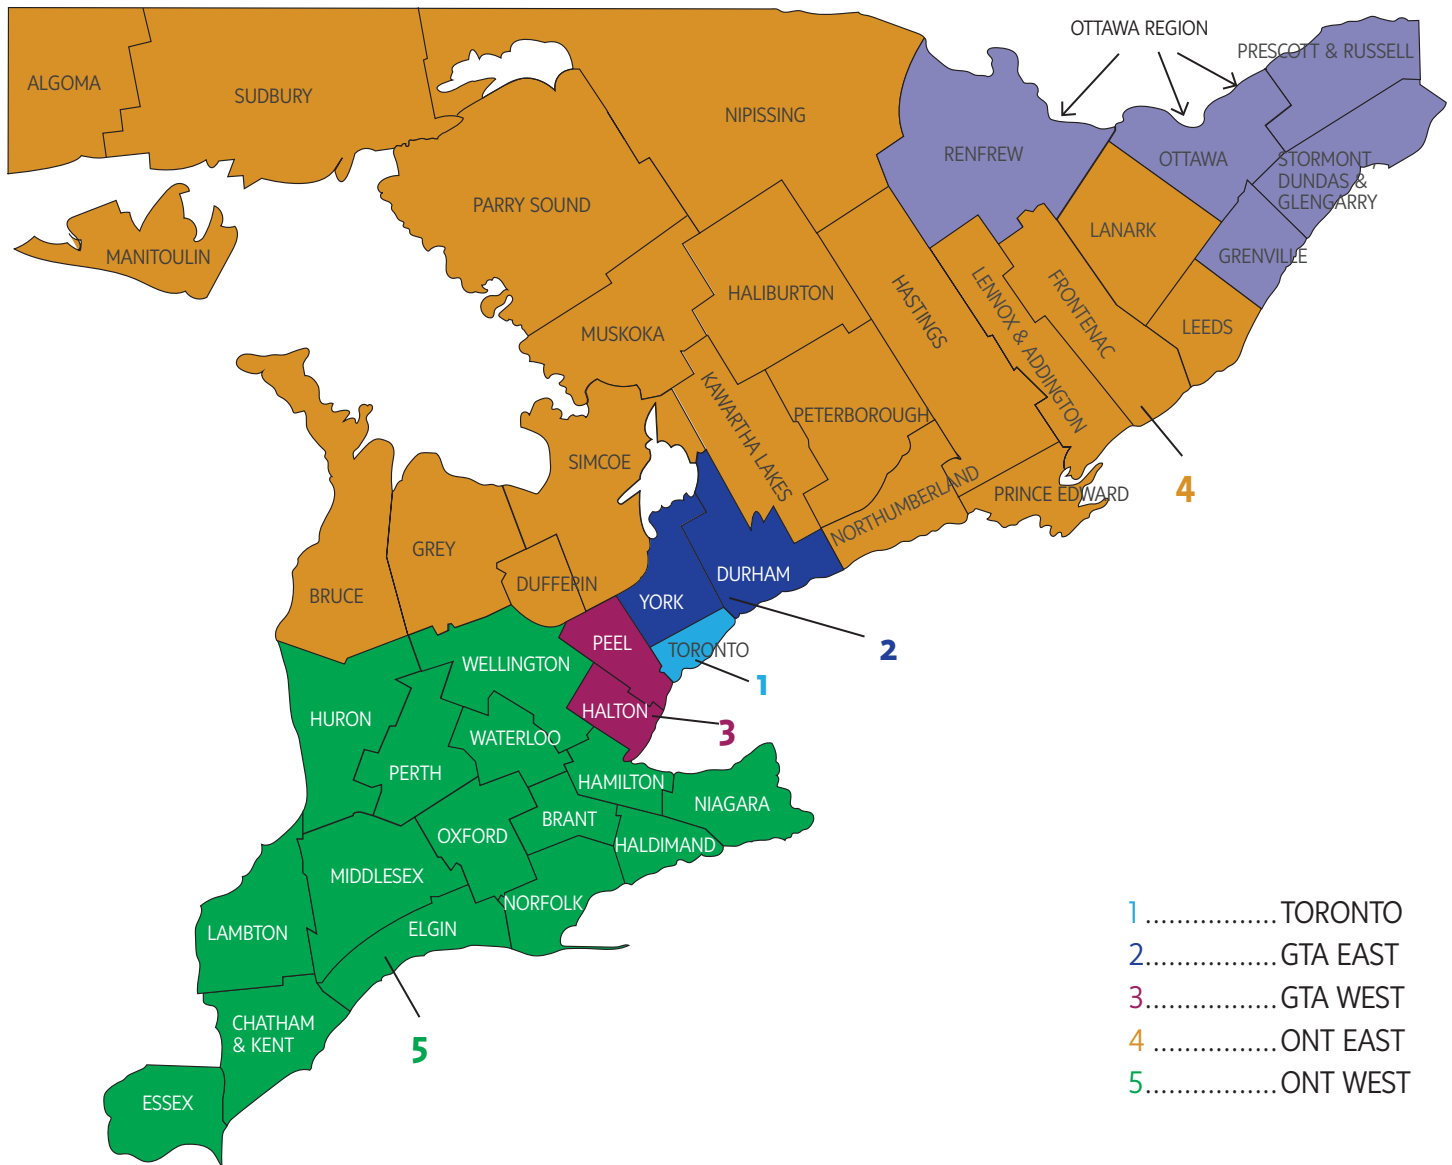 OTTAWA REGION
PRESCOTT & RUSSELL
ALGOMA
SUDBURY
NIPISSING
RENFREW
OTTAWA
STORMONT,
DUNDAS &
GLENGARRY
PARRY SOUND
LANARK
MANITOULIN
GRENVILLE
HALIBURTON
HASTINGS
LENNOX & ADDINGTON
FRONTENAC
LEEDS
MUSKOKA
KAWARTHA LAKES
PETERBOROUGH
SIMCOE
NORTHUMBERLAND
PRINCE EDWARD
4
GREY
DUFFERIN
DURHAM
BRUCE
YORK
2
PEEL
TORONTO
1
WELLINGTON
HURON
HALTON
3
WATERLOO
PERTH
HAMILTON
NIAGARA
BRANT
OXFORD
HALDIMAND
MIDDLESEX
NORFOLK
LAMBTON
ELGIN
CHATHAM
& KENT
5
ESSEX
1.................TORONTO
2.................GTA EAST
3.................GTA WEST
4 ................ONT EAST
5.................ONT WEST